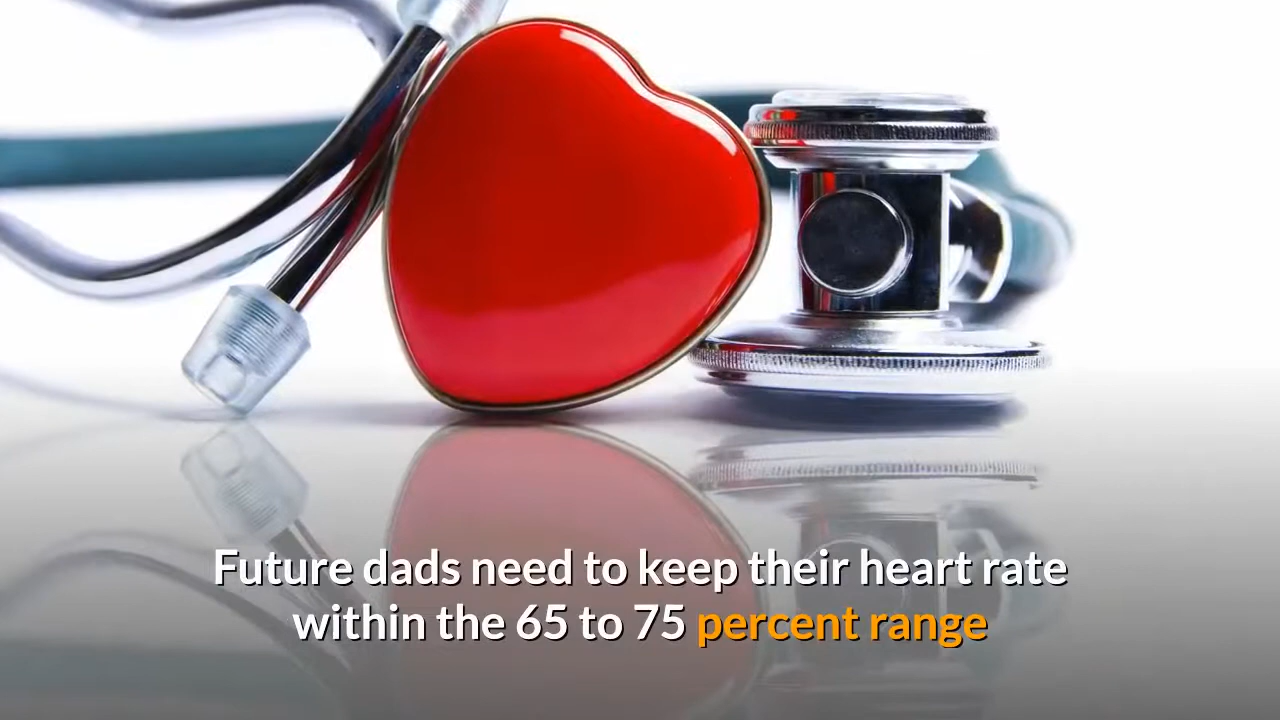 Future dads need to keep their heart rate
within the 65 to 75 percent range